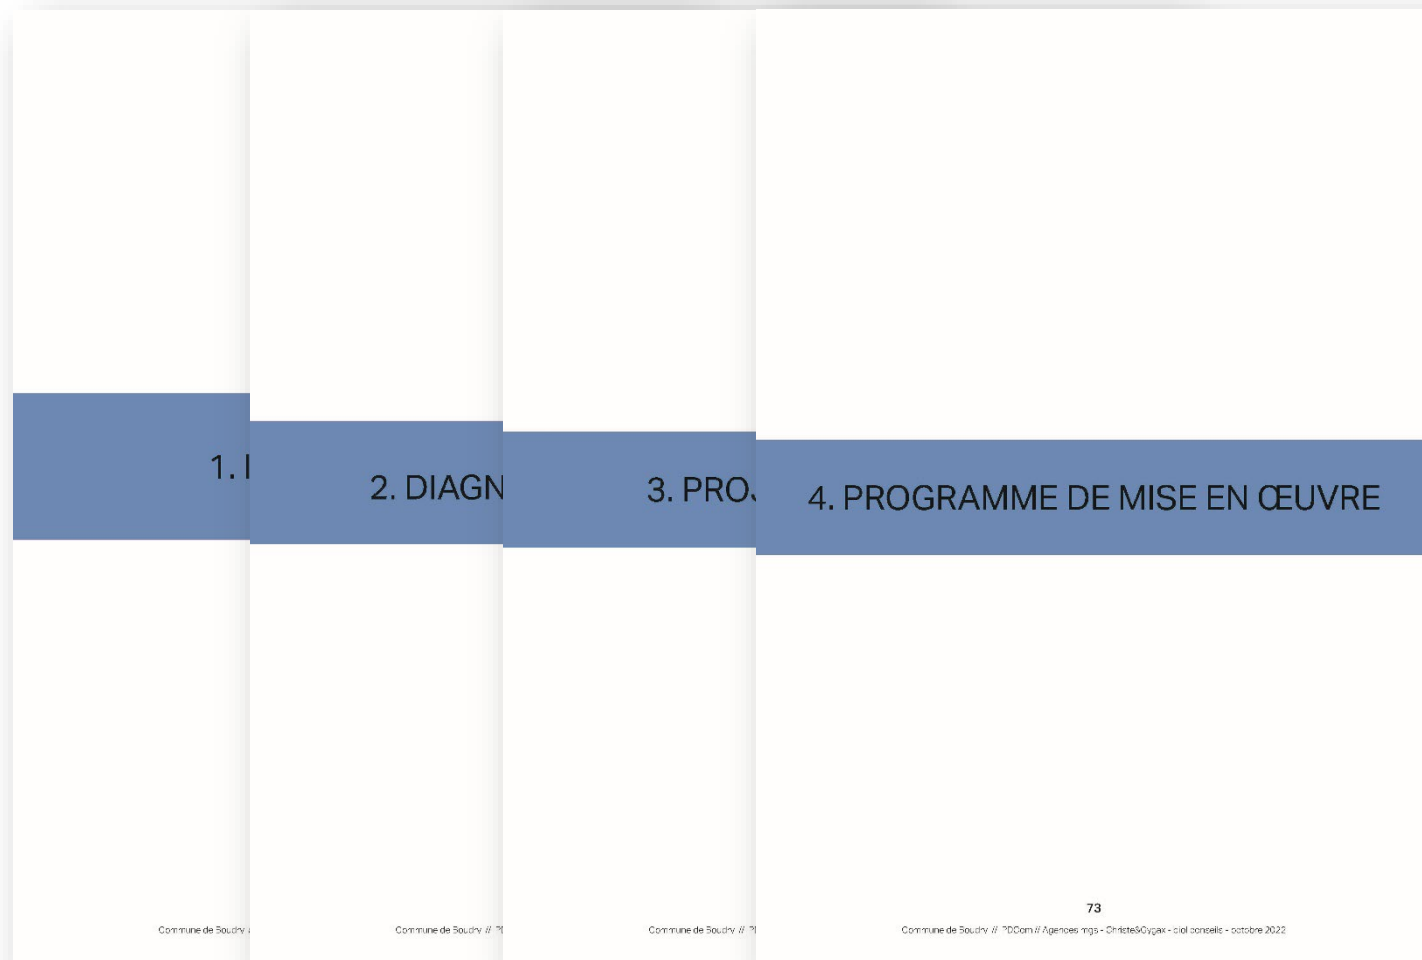 1. I
2. DIAGN
3. PROJ
4. PROGRAMME DE MISE EN ŒUVRE
73
Commune de Boudry
Commune de Boudry //
Commune de Boudry //
Commune de Boudry // PDCom // Agences mgs - Christe&Gygax - ciol conseils - octobre 2022